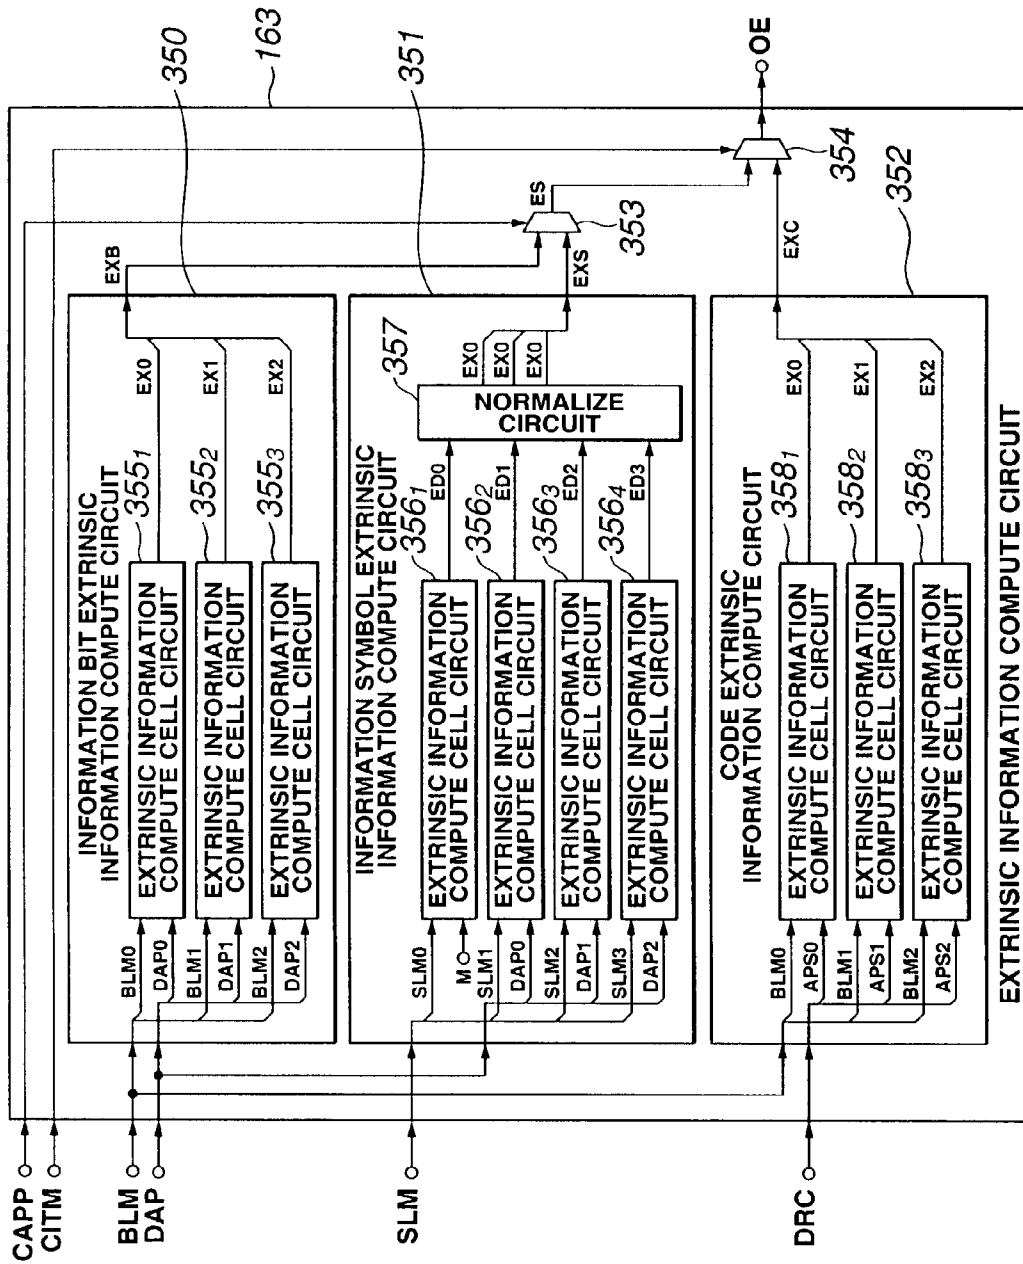 CAPP
CITM
BLM
DAP
SLM
DRC
163
350
351
352
INFORMATION BIT EXTRINSIC
INFORMATION COMPUTE CIRCUIT
BLM0
DAP0
BLM1
DAP1
BLM2
DAP2
EXTRINSIC INFORMATION
COMPUTE CELL CIRCUIT
EXTRINSIC INFORMATION
COMPUTE CELL CIRCUIT
EXTRINSIC INFORMATION
COMPUTE CELL CIRCUIT
3551
3552
3553
EX0
EX1
EX2
EXB
INFORMATION SYMBOL EXTRINSIC
INFORMATION COMPUTE CIRCUIT
SLM0
M
SLM1
DAP0
SLM2
DAP1
SLM3
DAP2
EXTRINSIC INFORMATION
COMPUTE CELL CIRCUIT
EXTRINSIC INFORMATION
COMPUTE CELL CIRCUIT
EXTRINSIC INFORMATION
COMPUTE CELL CIRCUIT
EXTRINSIC INFORMATION
COMPUTE CELL CIRCUIT
3561
3562
3563
3564
ED0
ED1
ED2
ED3
NORMALIZE
CIRCUIT
357
EX0
EX0
EX0
EXS
353
ES
CODE EXTRINSIC
INFORMATION COMPUTE CIRCUIT
BLM0
APS0
BLM1
APS1
BLM2
APS2
EXTRINSIC INFORMATION
COMPUTE CELL CIRCUIT
EXTRINSIC INFORMATION
COMPUTE CELL CIRCUIT
EXTRINSIC INFORMATION
COMPUTE CELL CIRCUIT
3581
3582
3583
EX0
EX1
EX2
EXC
354
OE
EXTRINSIC INFORMATION COMPUTE CIRCUIT